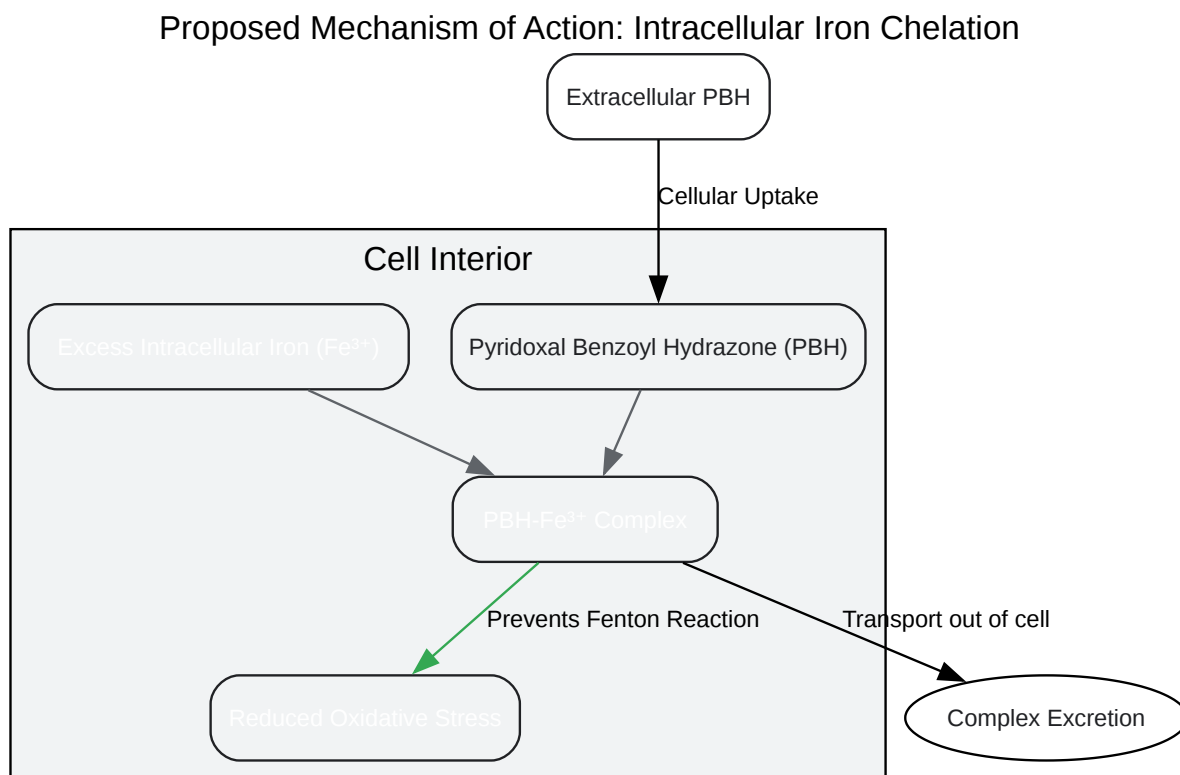 Proposed Mechanism of Action: Intracellular Iron Chelation
Extracellular PBH
Cellular Uptake
Cell Interior
Excess Intracellular Iron (Fe³⁺)
Pyridoxal Benzoyl Hydrazone (PBH)
PBH-Fe³⁺ Complex
Prevents Fenton Reaction
Transport out of cell
Reduced Oxidative Stress
Complex Excretion